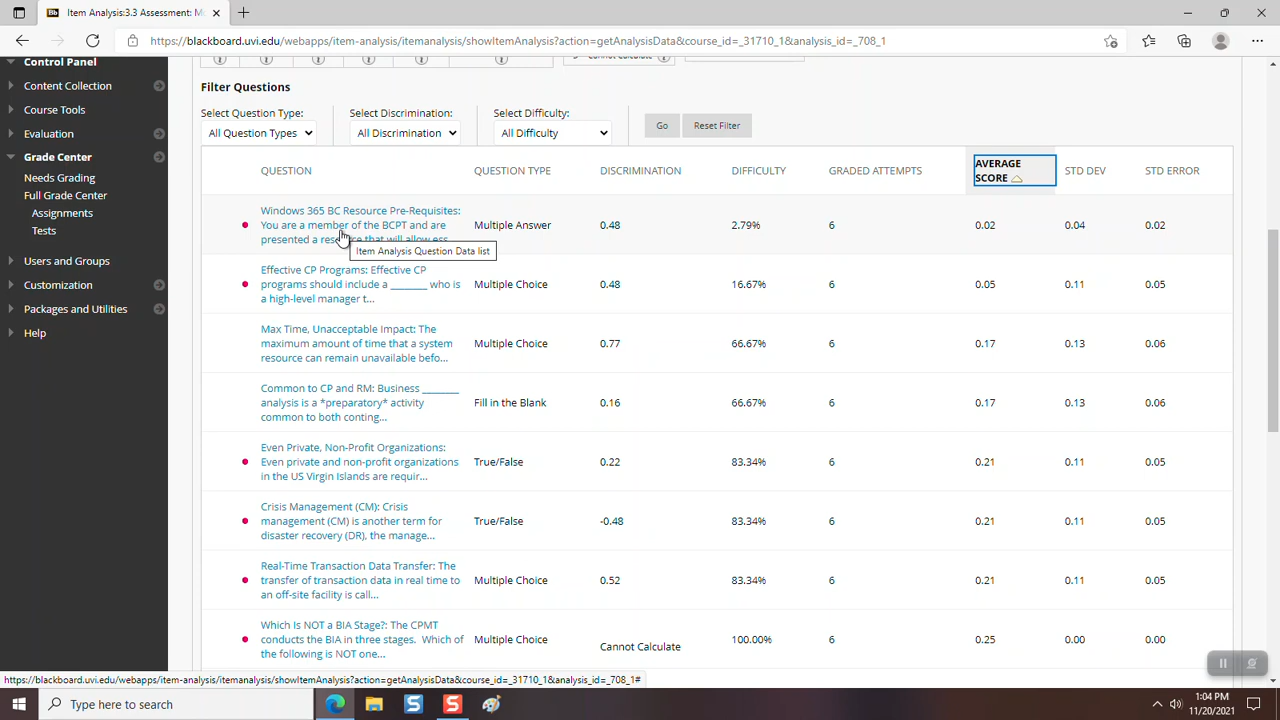 Item Analysis:3.3 Assessment: M
https://blackboard.uvi.edu/webapps/item-analysis/itemanalysis/showItemAnalysis?action=getAnalysisData&course_id=_31710_1&analysis_id=_708_1
Control Panel
Content Collection
Course Tools
Evaluation
Grade Center
Needs Grading
Full Grade Center
Assignments
Tests
Users and Groups
Customization
Packages and Utilities
Help
Cannot Calculate
Filter Questions
Select Question Type:
Select Discrimination:
Select Difficulty:
All Question Types
All Discrimination
All Difficulty
Go
Reset Filter
QUESTION
QUESTION TYPE
DISCRIMINATION
DIFFICULTY
GRADED ATTEMPTS
AVERAGE
SCORE
STD DEV
STD ERROR
Windows 365 BC Resource Pre-Requisites:
You are a member of the BCPT and are
presented a resource that will allow ess
Multiple Answer
0.48
2.79%
6
0.02
0.04
0.02
Item Analysis Question Data list
Effective CP Programs: Effective CP
programs should include a ________ who is
a high-level manager t...
Multiple Choice
0.48
16.67%
6
0.05
0.11
0.05
Max Time, Unacceptable Impact: The
maximum amount of time that a system
resource can remain unavailable befo...
Multiple Choice
0.77
66.67%
6
0.17
0.13
0.06
Common to CP and RM: Business ________
analysis is a *preparatory* activity
common to both conting...
Fill in the Blank
0.16
66.67%
6
0.17
0.13
0.06
Even Private, Non-Profit Organizations:
Even private and non-profit organizations
in the US Virgin Islands are requir...
True/False
0.22
83.34%
6
0.21
0.11
0.05
Crisis Management (CM): Crisis
management (CM) is another term for
disaster recovery (DR), the manage...
True/False
-0.48
83.34%
6
0.21
0.11
0.05
Real-Time Transaction Data Transfer: The
transfer of transaction data in real time to
an off-site facility is call...
Multiple Choice
0.52
83.34%
6
0.21
0.11
0.05
Which Is NOT a BIA Stage?: The CPMT
conducts the BIA in three stages. Which of
the following is NOT one...
Multiple Choice
Cannot Calculate
100.00%
6
0.25
0.00
0.00
https://blackboard.uvi.edu/webapps/item-analysis/itemanalysis/showItemAnalysis?action=getAnalysisData&course_id=_31710_1&analysis_id=_708_1#
Type here to search
1:04 PM
11/20/2021